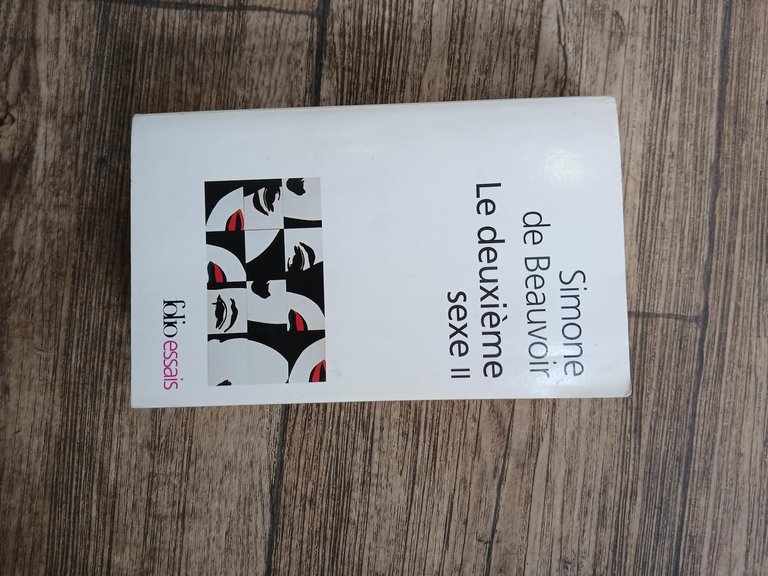 Simone
de Beauvoir
Le deuxième
sexe II
folio essais